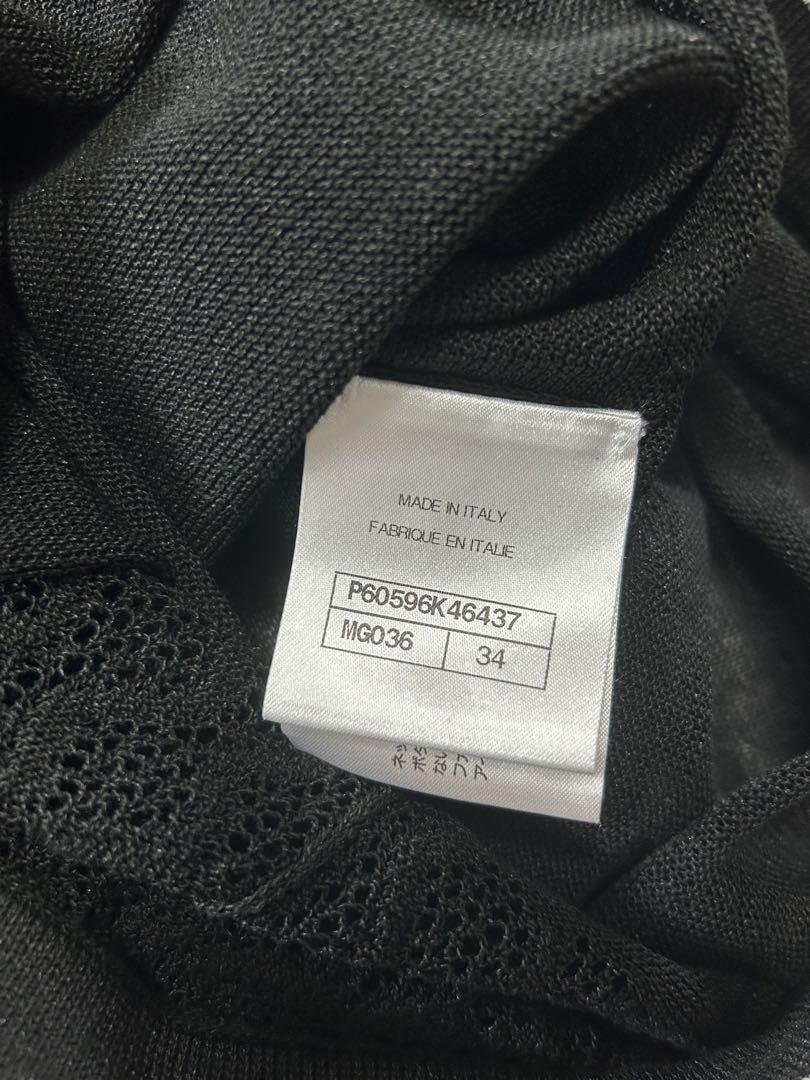 MADE IN ITALY
FABRIQUE EN ITALIE
P60596K46437
MG036 34